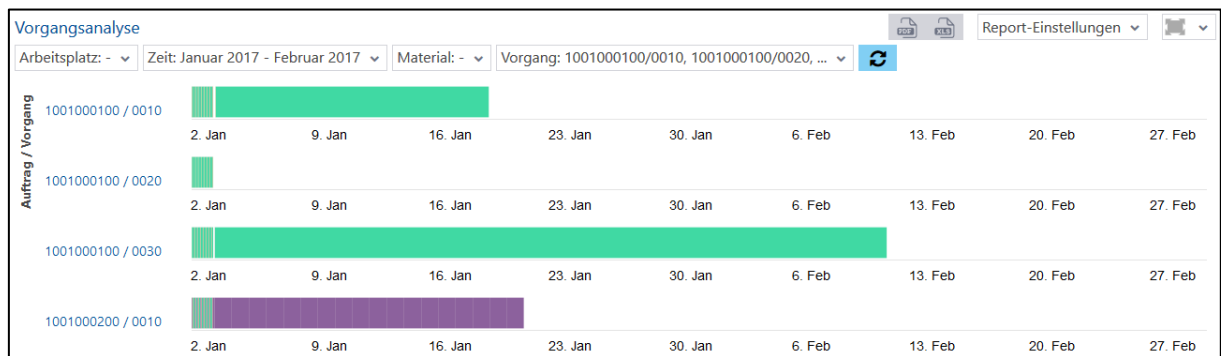 Vorgangsanalyse
PDF
XLS
Report-Einstellungen
Arbeitsplatz: -
Zeit: Januar 2017 - Februar 2017
Material: -
Vorgang: 1001000100/0010, 1001000100/0020, ...
Auftrag / Vorgang
1001000100 / 0010
2. Jan 9. Jan 16. Jan 23. Jan 30. Jan 6. Feb 13. Feb 20. Feb 27. Feb
1001000100 / 0020
2. Jan 9. Jan 16. Jan 23. Jan 30. Jan 6. Feb 13. Feb 20. Feb 27. Feb
1001000100 / 0030
2. Jan 9. Jan 16. Jan 23. Jan 30. Jan 6. Feb 13. Feb 20. Feb 27. Feb
1001000200 / 0010
2. Jan 9. Jan 16. Jan 23. Jan 30. Jan 6. Feb 13. Feb 20. Feb 27. Feb